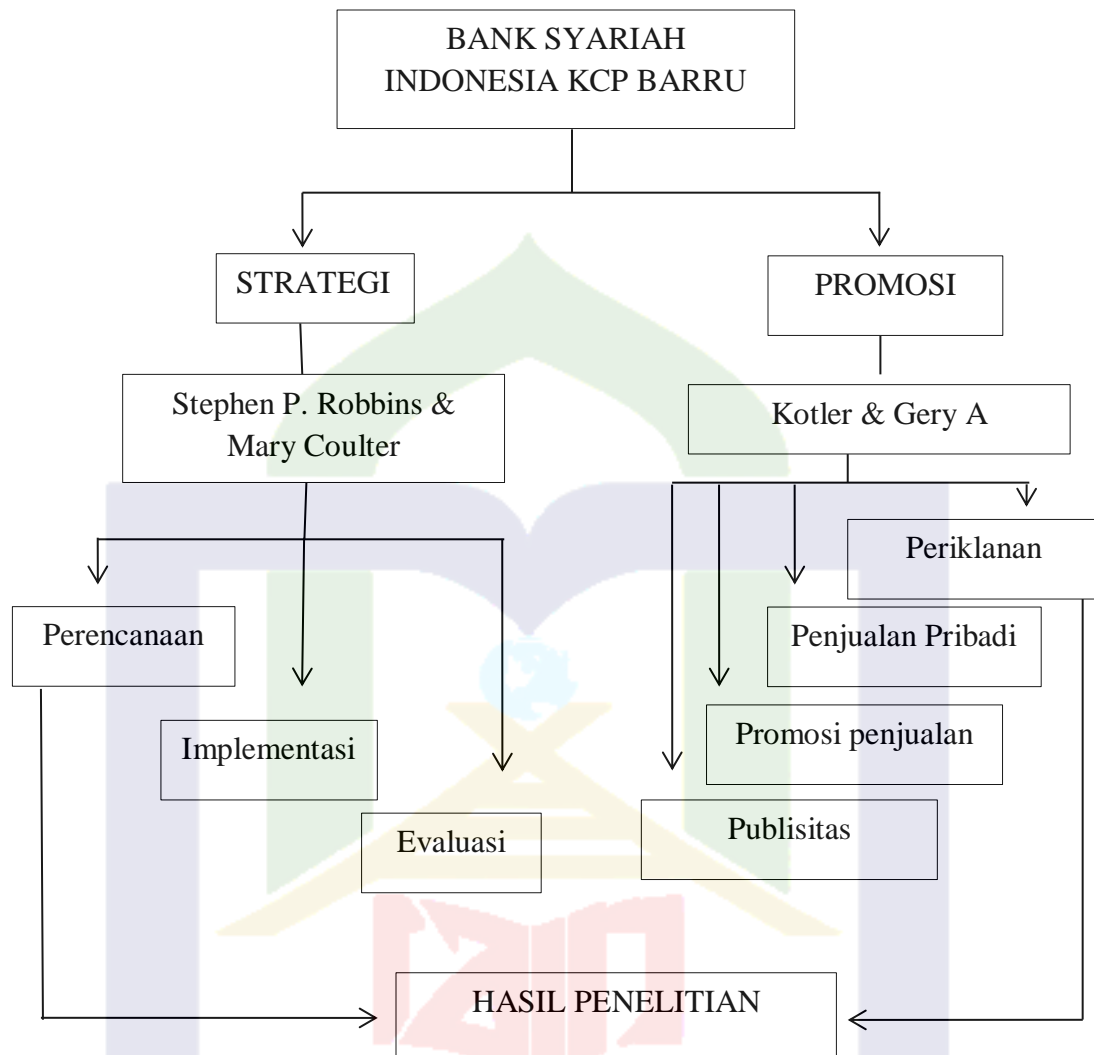 BANK SYARIAH
INDONESIA KCP BARRU
STRATEGI
PROMOSI
Stephen P. Robbins &
Mary Coulter
Kotler & Gery A
Periklanan
Perencanaan
Penjualan Pribadi
Implementasi
Promosi penjualan
Evaluasi
Publisitas
HASIL PENELITIAN